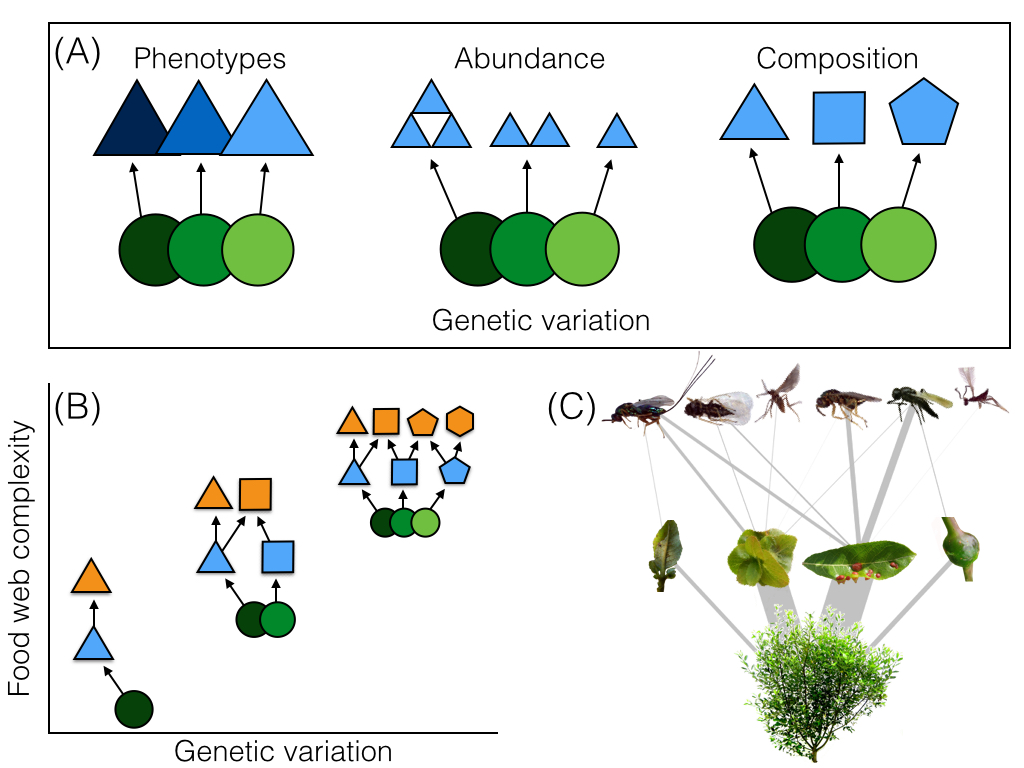 (A)
Phenotypes
Abundance
Composition
Genetic variation
(B)
Food web complexity
Genetic variation
(C)